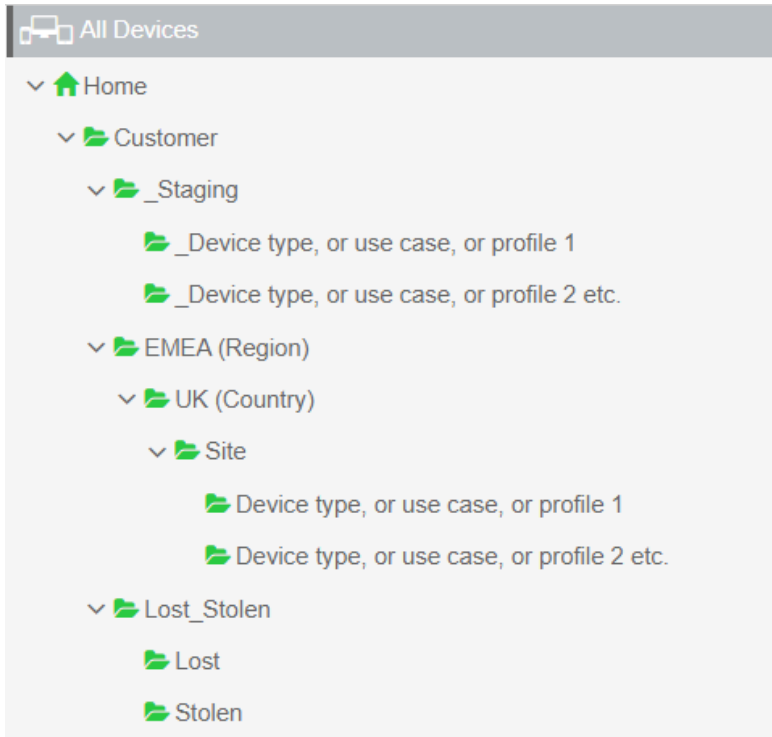 All Devices
Home
Customer
_Staging
_Device type, or use case, or profile 1
_Device type, or use case, or profile 2 etc.
EMEA (Region)
UK (Country)
Site
Device type, or use case, or profile 1
Device type, or use case, or profile 2 etc.
Lost_Stolen
Lost
Stolen